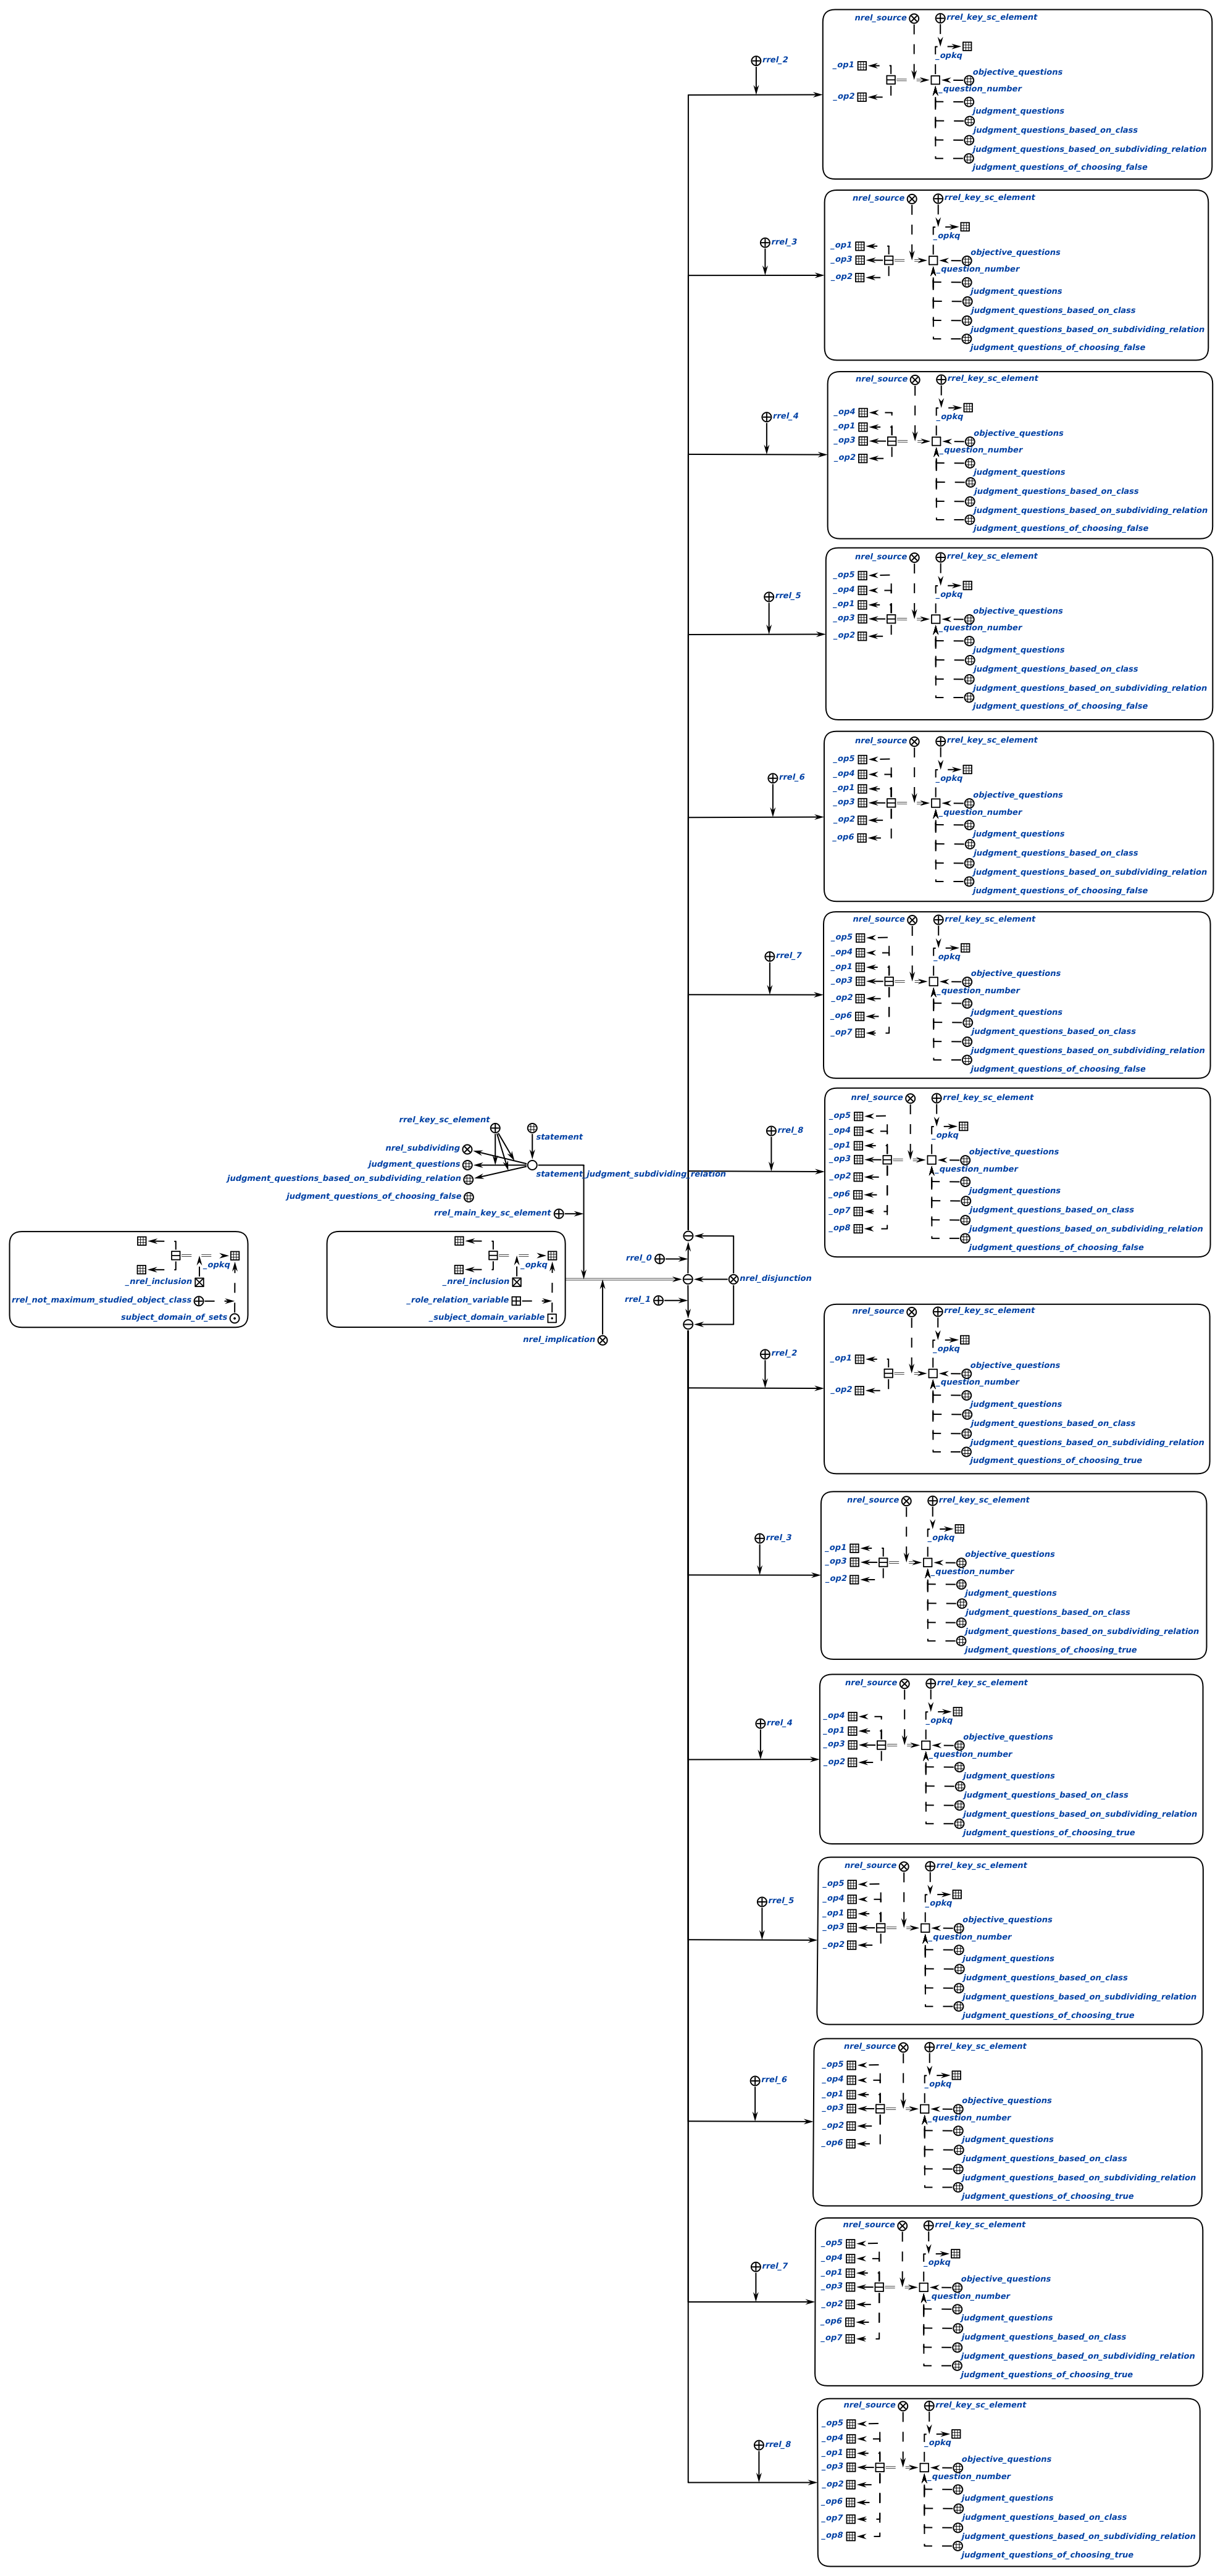 nrel_source
rrel_key_sc_element
rrel_2
_opkq
_op1
objective_questions
_question_number
_op2
judgment_questions
judgment_questions_based_on_class
judgment_questions_based_on_subdividing_relation
judgment_questions_of_choosing_false
nrel_source
rrel_key_sc_element
rrel_3
_opkq
_op1
objective_questions
_op3
_question_number
_op2
judgment_questions
judgment_questions_based_on_class
judgment_questions_based_on_subdividing_relation
judgment_questions_of_choosing_false
nrel_source
rrel_key_sc_element
rrel_4
_op4
_opkq
_op1
objective_questions
_op3
_question_number
_op2
judgment_questions
judgment_questions_based_on_class
judgment_questions_based_on_subdividing_relation
judgment_questions_of_choosing_false
nrel_source
rrel_key_sc_element
_op5
rrel_5
_op4
_opkq
_op1
objective_questions
_op3
_question_number
_op2
judgment_questions
judgment_questions_based_on_class
judgment_questions_based_on_subdividing_relation
judgment_questions_of_choosing_false
nrel_source
rrel_key_sc_element
_op5
rrel_6
_op4
_opkq
_op1
objective_questions
_op3
_question_number
_op2
_op6
judgment_questions
judgment_questions_based_on_class
judgment_questions_based_on_subdividing_relation
judgment_questions_of_choosing_false
nrel_source
rrel_key_sc_element
_op5
rrel_7
_op4
_opkq
_op1
objective_questions
_op3
_question_number
_op2
_op6
judgment_questions
_op7
judgment_questions_based_on_class
judgment_questions_based_on_subdividing_relation
judgment_questions_of_choosing_false
nrel_source
rrel_key_sc_element
_op5
rrel_8
_op4
_opkq
_op1
objective_questions
_op3
_question_number
_op2
_op6
judgment_questions
_op7
judgment_questions_based_on_class
_op8
judgment_questions_based_on_subdividing_relation
judgment_questions_of_choosing_false
rrel_key_sc_element
statement
nrel_subdividing
judgment_questions
statement_judgment_subdividing_relation
judgment_questions_based_on_subdividing_relation
judgment_questions_of_choosing_false
rrel_main_key_sc_element
_opkq
_nrel_inclusion
rrel_not_maximum_studied_object_class
subject_domain_of_sets
_opkq
_nrel_inclusion
_role_relation_variable
_subject_domain_variable
rrel_0
nrel_disjunction
rrel_1
nrel_implication
nrel_source
rrel_key_sc_element
rrel_2
_opkq
_op1
objective_questions
_question_number
_op2
judgment_questions
judgment_questions_based_on_class
judgment_questions_based_on_subdividing_relation
judgment_questions_of_choosing_true
nrel_source
rrel_key_sc_element
rrel_3
_opkq
_op1
objective_questions
_op3
_question_number
_op2
judgment_questions
judgment_questions_based_on_class
judgment_questions_based_on_subdividing_relation
judgment_questions_of_choosing_true
nrel_source
rrel_key_sc_element
rrel_4
_op4
_opkq
_op1
objective_questions
_op3
_question_number
_op2
judgment_questions
judgment_questions_based_on_class
judgment_questions_based_on_subdividing_relation
judgment_questions_of_choosing_true
nrel_source
rrel_key_sc_element
_op5
rrel_5
_op4
_opkq
_op1
objective_questions
_op3
_question_number
_op2
judgment_questions
judgment_questions_based_on_class
judgment_questions_based_on_subdividing_relation
judgment_questions_of_choosing_true
nrel_source
rrel_key_sc_element
_op5
rrel_6
_op4
_opkq
_op1
objective_questions
_op3
_question_number
_op2
_op6
judgment_questions
judgment_questions_based_on_class
judgment_questions_based_on_subdividing_relation
judgment_questions_of_choosing_true
nrel_source
rrel_key_sc_element
_op5
rrel_7
_op4
_opkq
_op1
objective_questions
_op3
_question_number
_op2
_op6
judgment_questions
_op7
judgment_questions_based_on_class
judgment_questions_based_on_subdividing_relation
judgment_questions_of_choosing_true
nrel_source
rrel_key_sc_element
_op5
rrel_8
_op4
_opkq
_op1
objective_questions
_op3
_question_number
_op2
_op6
judgment_questions
_op7
judgment_questions_based_on_class
_op8
judgment_questions_based_on_subdividing_relation
judgment_questions_of_choosing_true